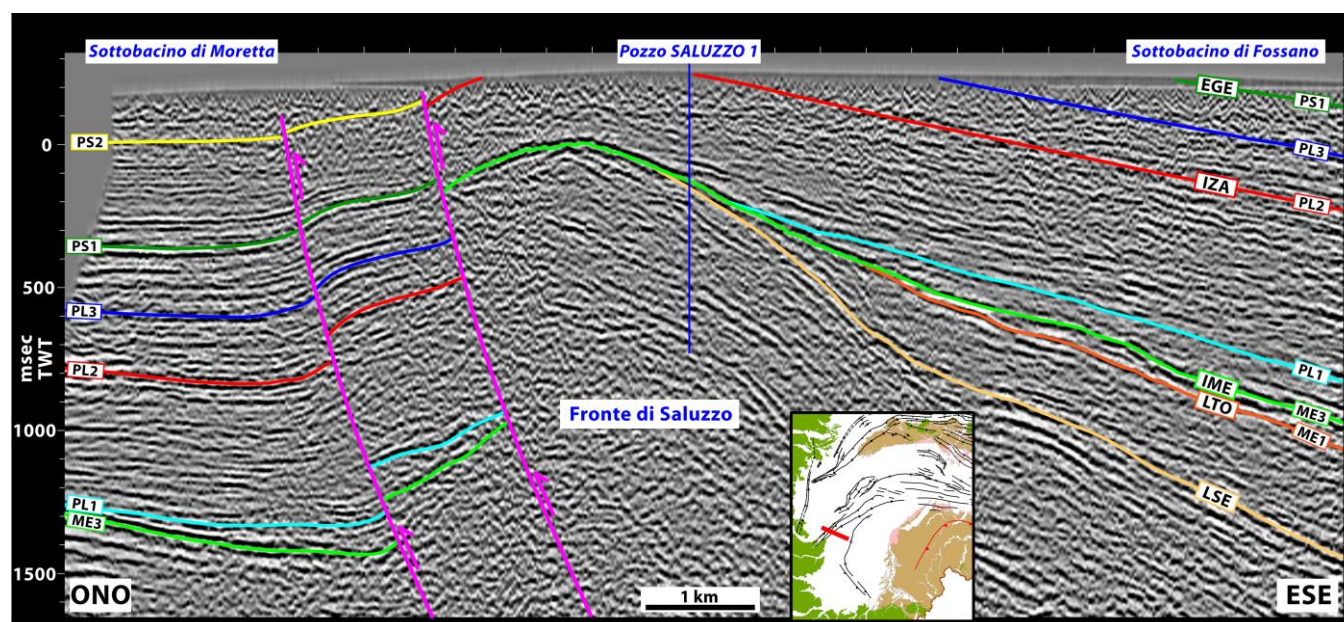 Sottobacino di Moretta
Pozzo SALUZZO 1
Sottobacino di Fossano
EGE
PS1
0
PS2
PL3
IZA
PL2
PS1
500
PL3
msec
TWT
PL2
PL1
1000
Fronte di Saluzzo
IME
ME3
LTO
ME1
PL1
ME3
LSE
1500
ONO
1 km
ESE